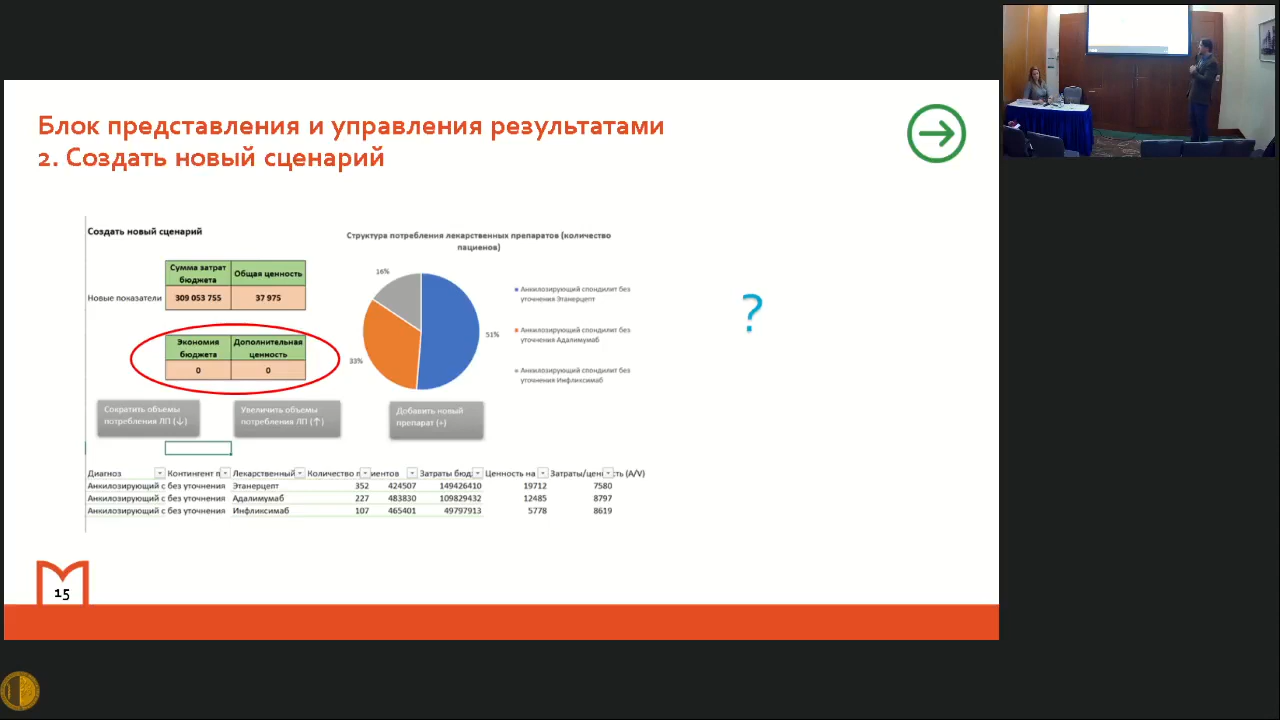 Блок представления и управления результатами
2. Создать новый сценарий
Создать новый сценарий
Сумма затрат бюджета
Общая ценность
Новые показатели
309 053 755
37 975
Экономия бюджета
Дополнительная ценность
0
0
Структура потребления лекарственных препаратов (количество
пациенов)
16%
33%
51%
Анкилозирующий спондилит без
уточнения Этанерцепт
Анкилозирующий спондилит без
уточнения Адалимумаб
Анкилозирующий спондилит без
уточнения Инфликсимаб
?
Сократить объемы
потребления ЛП (↓)
Увеличить объемы
потребления ЛП (↑)
Добавить новый
препарат (+)
Диагноз Контингент п Лекарственный Количество п иентов Затраты бюд Ценность на Затраты/цен сть (A/V)
Анкилозирующий с без уточнения Этанерцепт 352 424507 149426410 19712 7580
Анкилозирующий с без уточнения Адалимумаб 227 483830 109829432 12485 8797
Анкилозирующий с без уточнения Инфликсимаб 107 465401 49797913 5778 8619
15